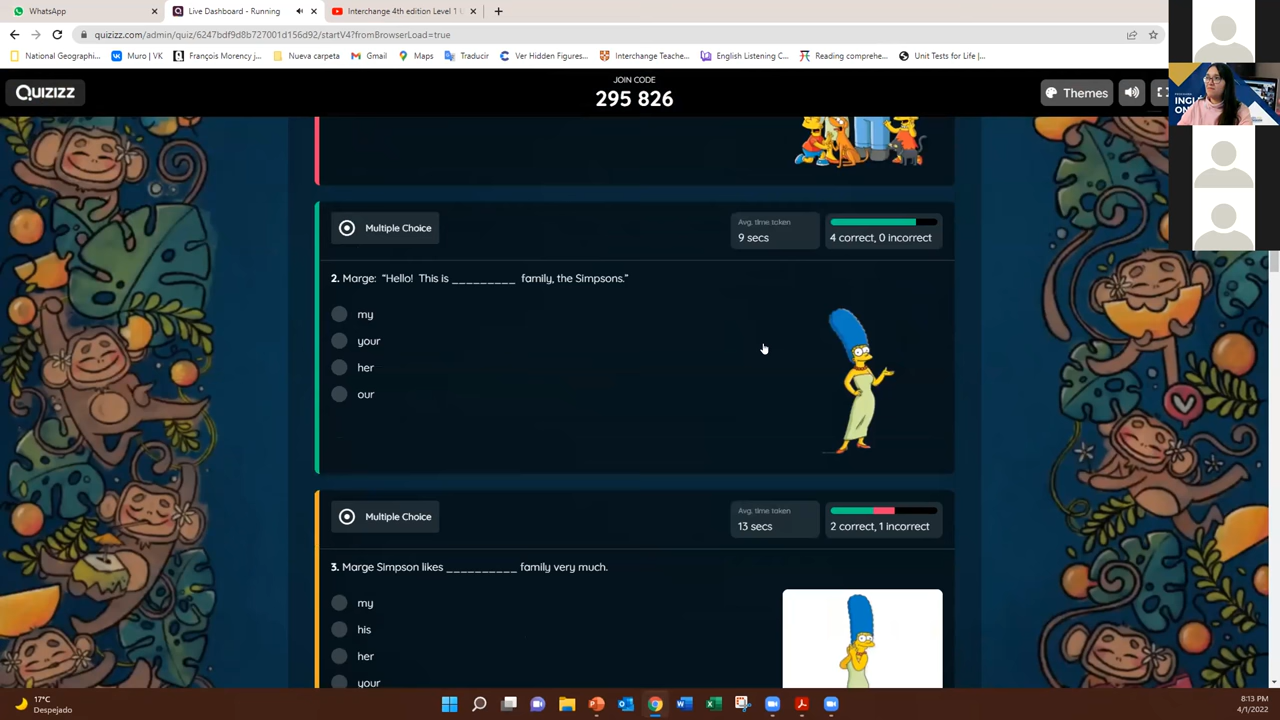 WhatsApp
Live Dashboard - Running
Interchange 4th edition Level 1 U
quizizz.com/admin/quiz/6247bdf9d8b727001d156d92/startV4?fromBrowserLoad=true
National Geographi...
Muro | VK
François Morency j...
Nueva carpeta
Gmail
Maps
Traducir
Ver Hidden Figures...
Interchange Teache...
English Listening C...
Reading comprehe...
Unit Tests for Life |...
Quizizz
JOIN CODE
295 826
Themes
Multiple Choice
Avg. time taken
9 secs
4 correct, 0 incorrect
2. Marge: “Hello! This is _________ family, the Simpsons.”
my
your
her
our
Multiple Choice
Avg. time taken
13 secs
2 correct, 1 incorrect
3. Marge Simpson likes __________ family very much.
my
his
her
your
17°C
Despejado
8:13 PM
4/1/2022